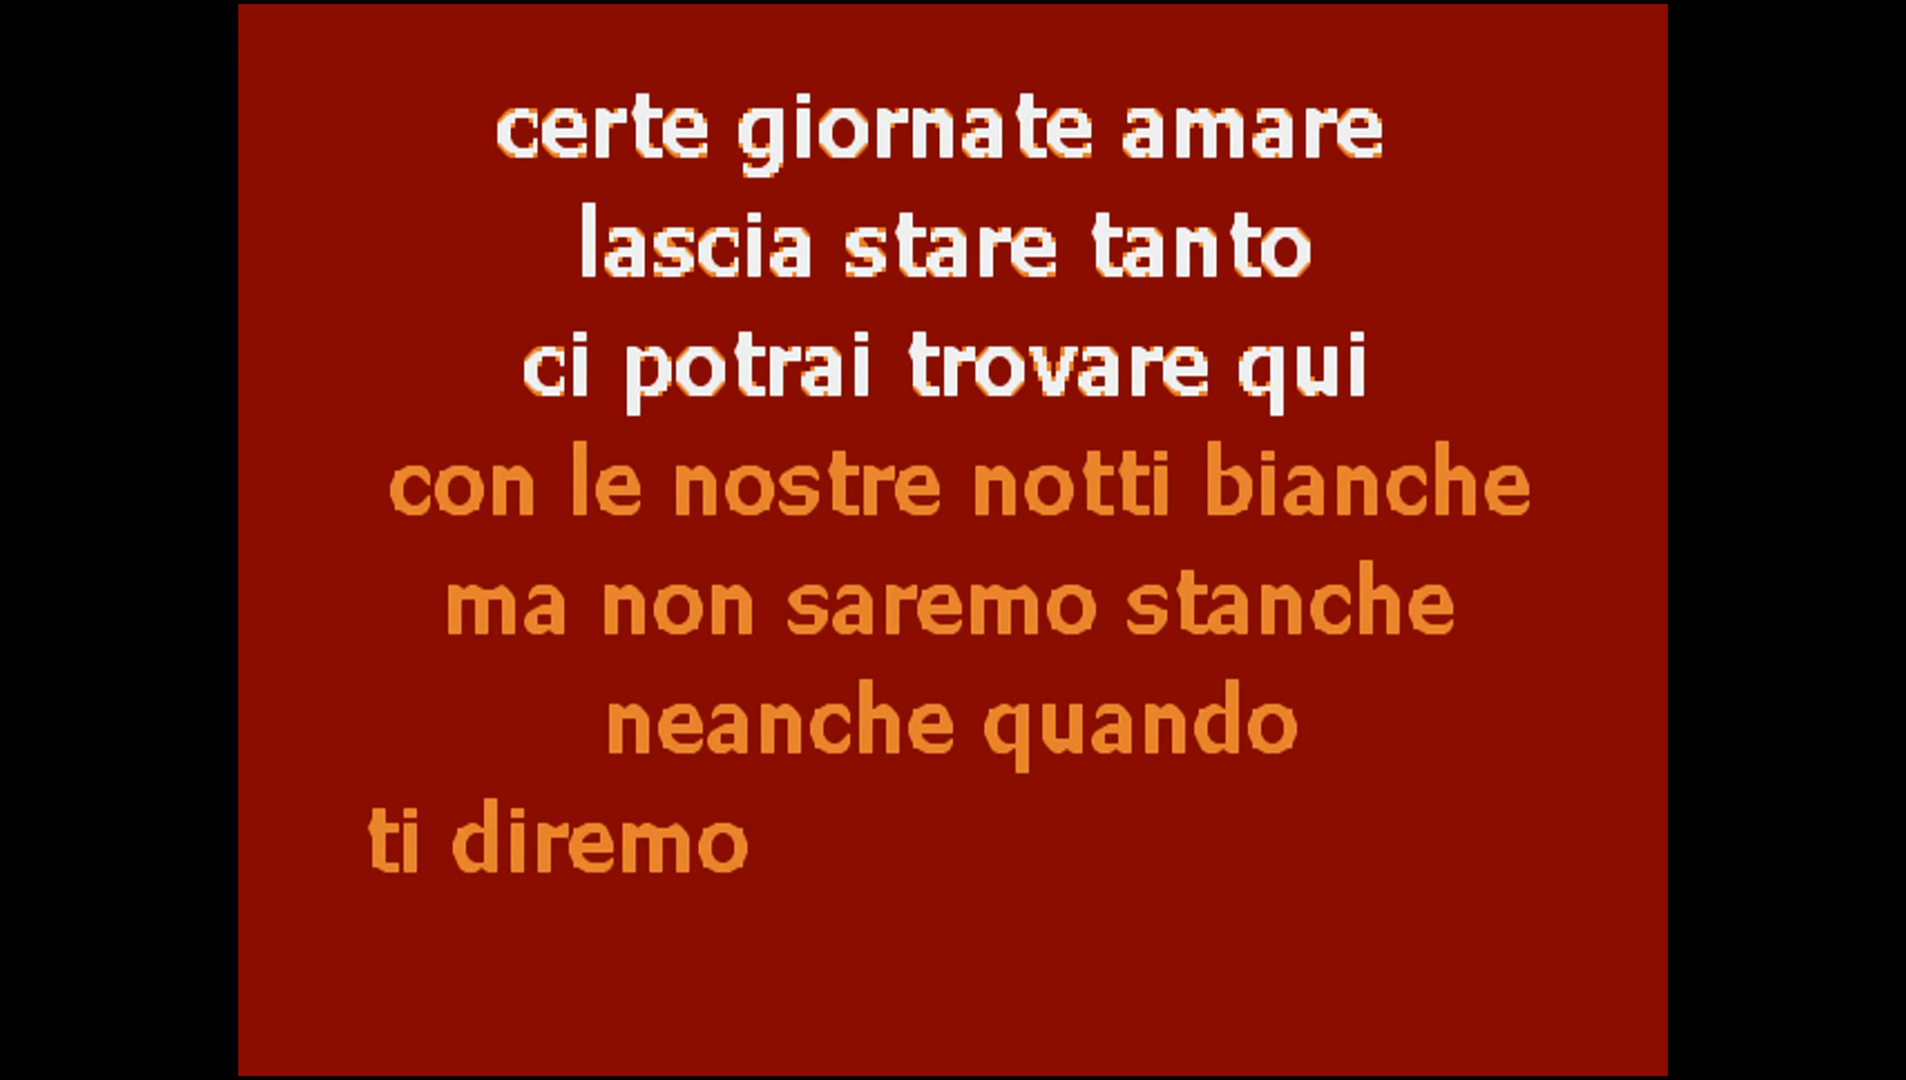 certe giornate amare
lascia stare tanto
ci potrai trovare qui
con le nostre notti bianche
ma non saremo stanche
neanche quando
ti diremo